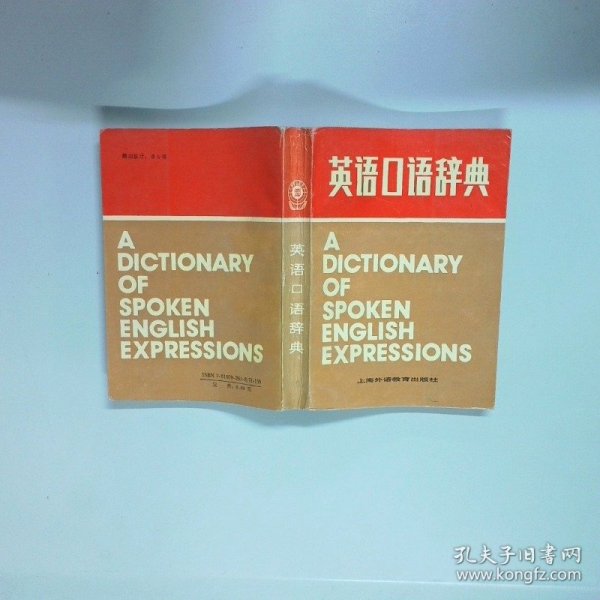 A
DICTIONARY
OF
SPOKEN
ENGLISH
EXPRESSIONS
英语口语辞典
英语口语辞典
A
DICTIONARY
OF
SPOKEN
ENGLISH
EXPRESSIONS
上海外语教育出版社
孔夫子旧书网
www.kongfz.com